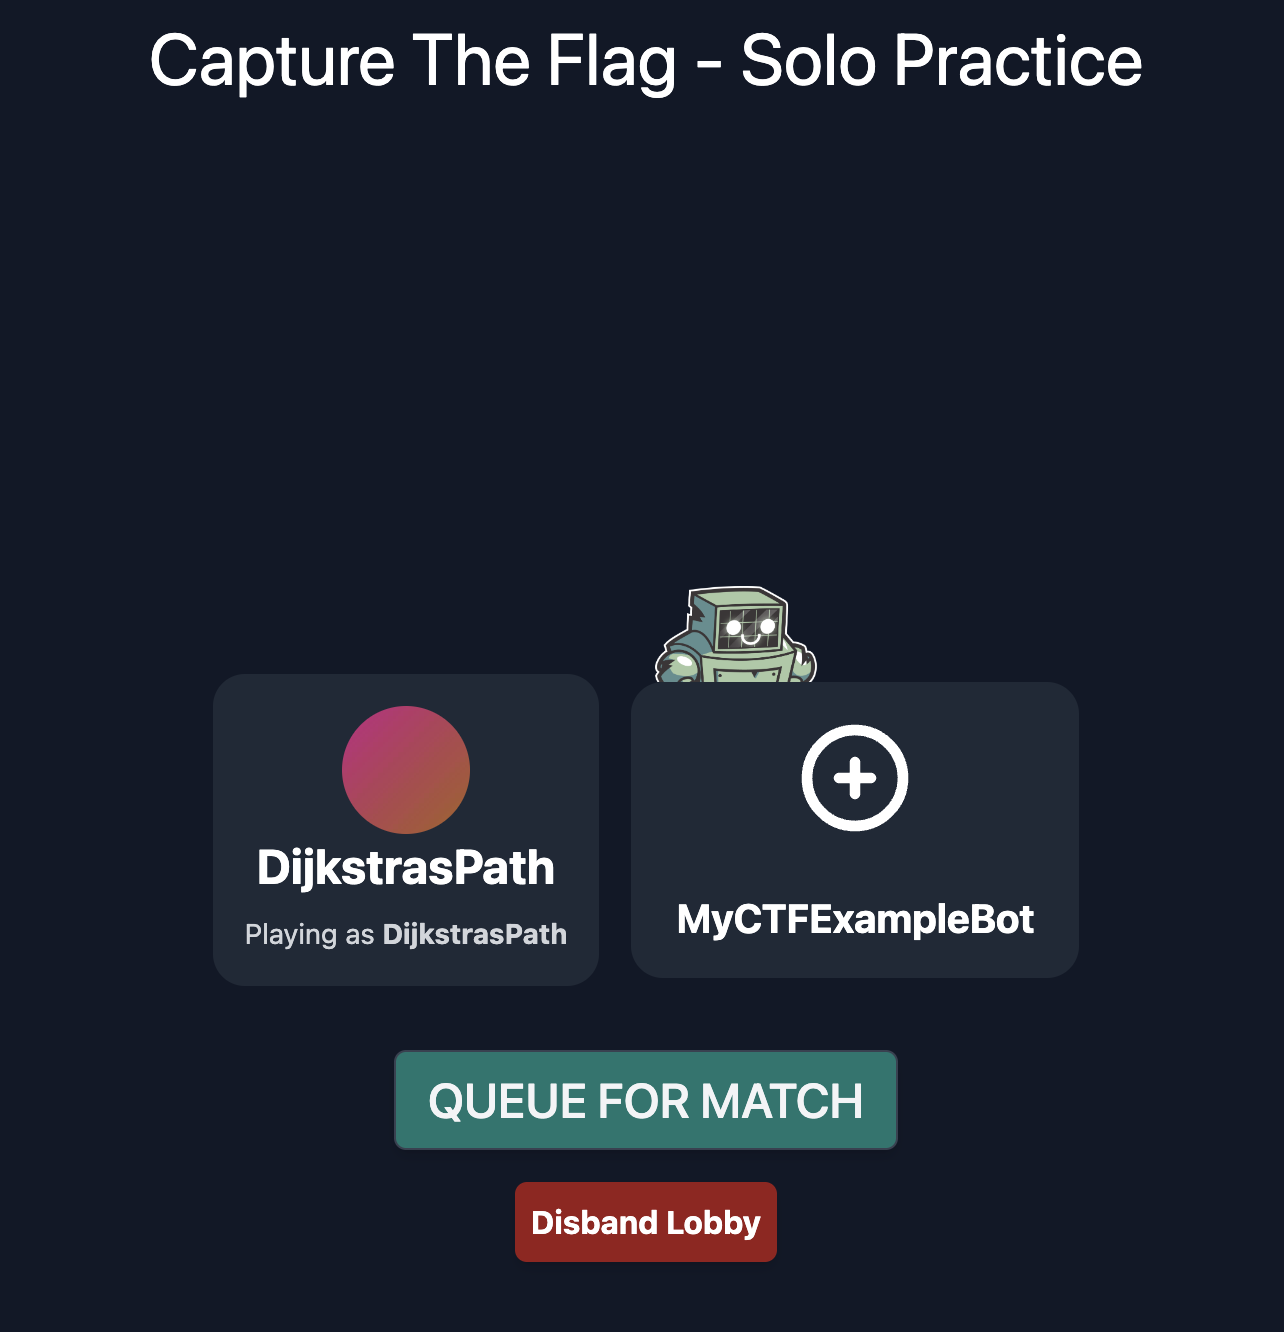 Capture The Flag - Solo Practice
DijkstrasPath
Playing as DijkstrasPath
MyCTFExampleBot
QUEUE FOR MATCH
Disband Lobby